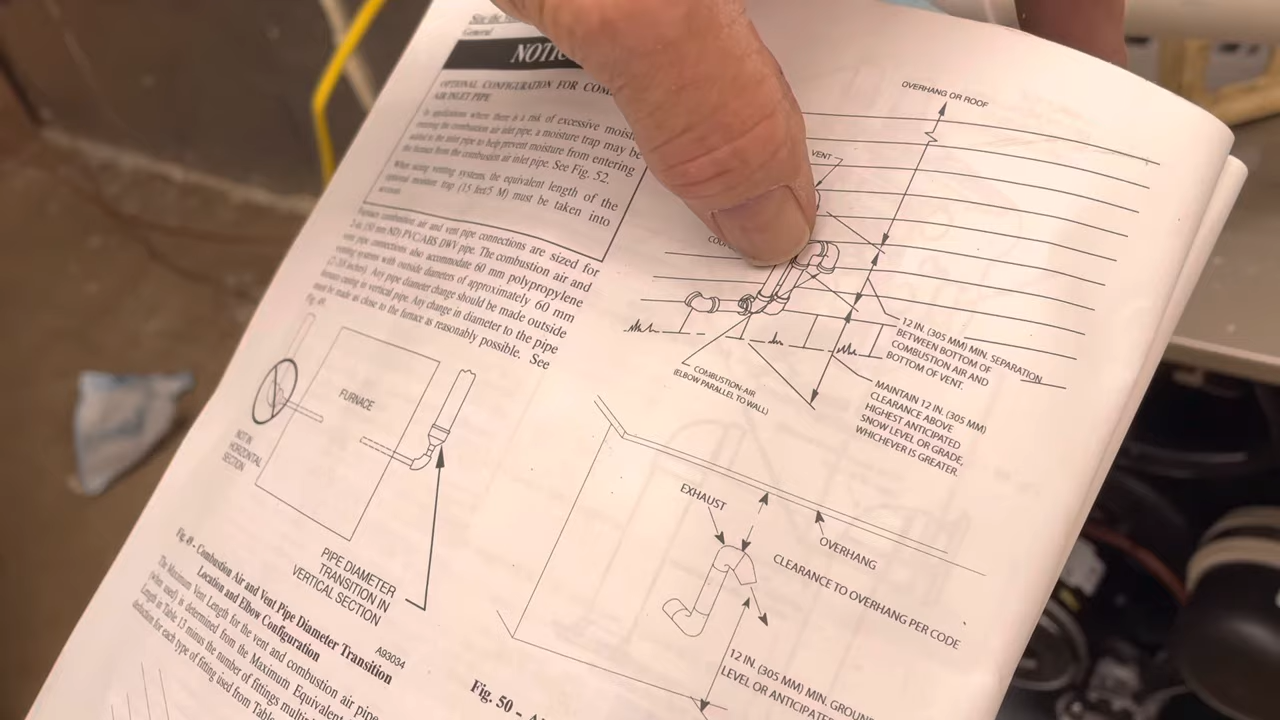 General
OPTIONAL CONFIGURATION FOR
AIR INLET PIPE
In applications where there is a risk of excessive
entering the combustion air inlet pipe, a moisture trap may be
added to the inlet pipe to help prevent moisture from entering
the furnace from the combustion air inlet pipe. See Fig. 52.
When sizing venting systems, the equivalent length of the
optional moisture trap (15 feet/5 M) must be taken into
account.
Furnace combustion air and vent pipe connections are sized for
2-in. (50 mm ND) PVC/ABS DWV pipe. The combustion air and
vent pipe connections also accommodate 60 mm polypropylene
venting systems with outside diameters of approximately 60 mm
Any pipe diameter change should be made outside
furnace casing in vertical pipe. Any change in diameter to the pipe
must be made as close to the furnace as reasonably possible. See
Fig. 49.
FURNACE
NOT IN
HORIZONTAL
SECTION
PIPE DIAMETER
TRANSITION IN
VERTICAL SECTION
A93034
Fig. 49 - Combustion Air and Vent Pipe Diameter Transition
Location and Elbow Configuration
The Maximum Vent Length for the vent and combustion air pipe
(when used) is determined from the Maximum Equivalent
Length in Table 13 minus the number of fittings
deduction for each type of fitting used from Table
OVERHANG OR ROOF
VENT
12 IN. (305 MM) MIN. SEPARATION
BETWEEN BOTTOM OF
COMBUSTION AIR AND
BOTTOM OF VENT.
COMBUSTION-AIR
(ELBOW PARALLEL TO WALL)
MAINTAIN 12 IN. (305 MM)
CLEARANCE ABOVE
HIGHEST ANTICIPATED
SNOW LEVEL OR GRADE,
WHICHEVER IS GREATER.
EXHAUST
OVERHANG
CLEARANCE TO OVERHANG PER CODE
12 IN. (305 MM) MIN. GROUND
LEVEL OR ANTICIPATED
Fig. 50 -